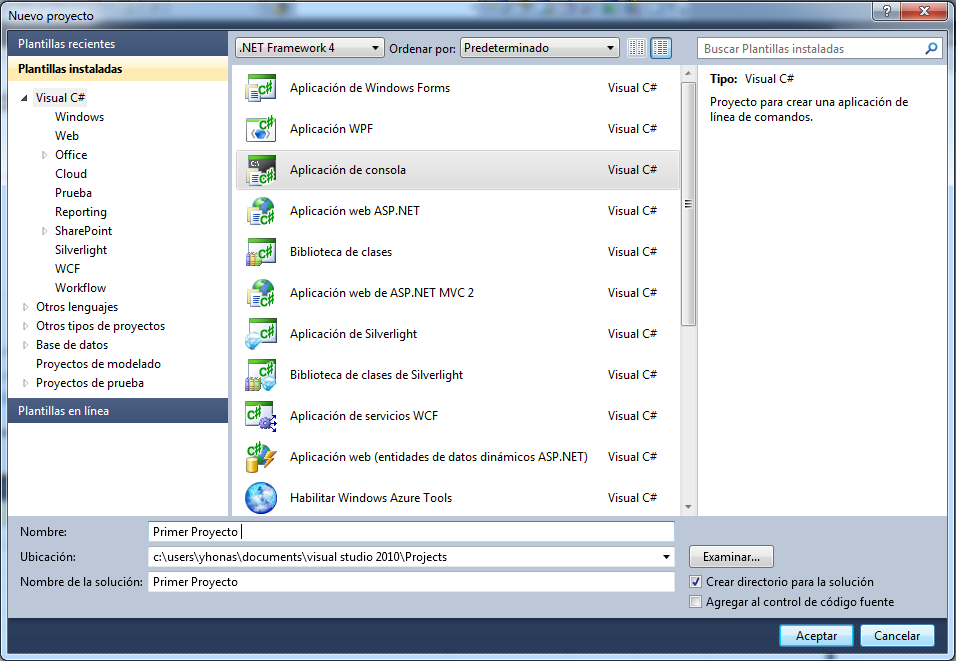 Nuevo proyecto
Plantillas recientes
.NET Framework 4
Ordenar por:
Predeterminado
Buscar Plantillas instaladas
Plantillas instaladas
Visual C#
Windows
Web
Office
Cloud
Prueba
Reporting
SharePoint
Silverlight
WCF
Workflow
Otros lenguajes
Otros tipos de proyectos
Base de datos
Proyectos de modelado
Proyectos de prueba
Plantillas en línea
Aplicación de Windows Forms Visual C#
Aplicación WPF Visual C#
Aplicación de consola Visual C#
Aplicación web ASP.NET Visual C#
Biblioteca de clases Visual C#
Aplicación web de ASP.NET MVC 2 Visual C#
Aplicación de Silverlight Visual C#
Biblioteca de clases de Silverlight Visual C#
Aplicación de servicios WCF Visual C#
Aplicación web (entidades de datos dinámicos ASP.NET) Visual C#
Habilitar Windows Azure Tools Visual C#
Tipo: Visual C#
Proyecto para crear una aplicación de
línea de comandos.
Nombre: Primer Proyecto
Ubicación: c:\users\yhonas\documents\visual studio 2010\Projects
Examinar...
Nombre de la solución: Primer Proyecto
Crear directorio para la solución
Agregar al control de código fuente
Aceptar
Cancelar